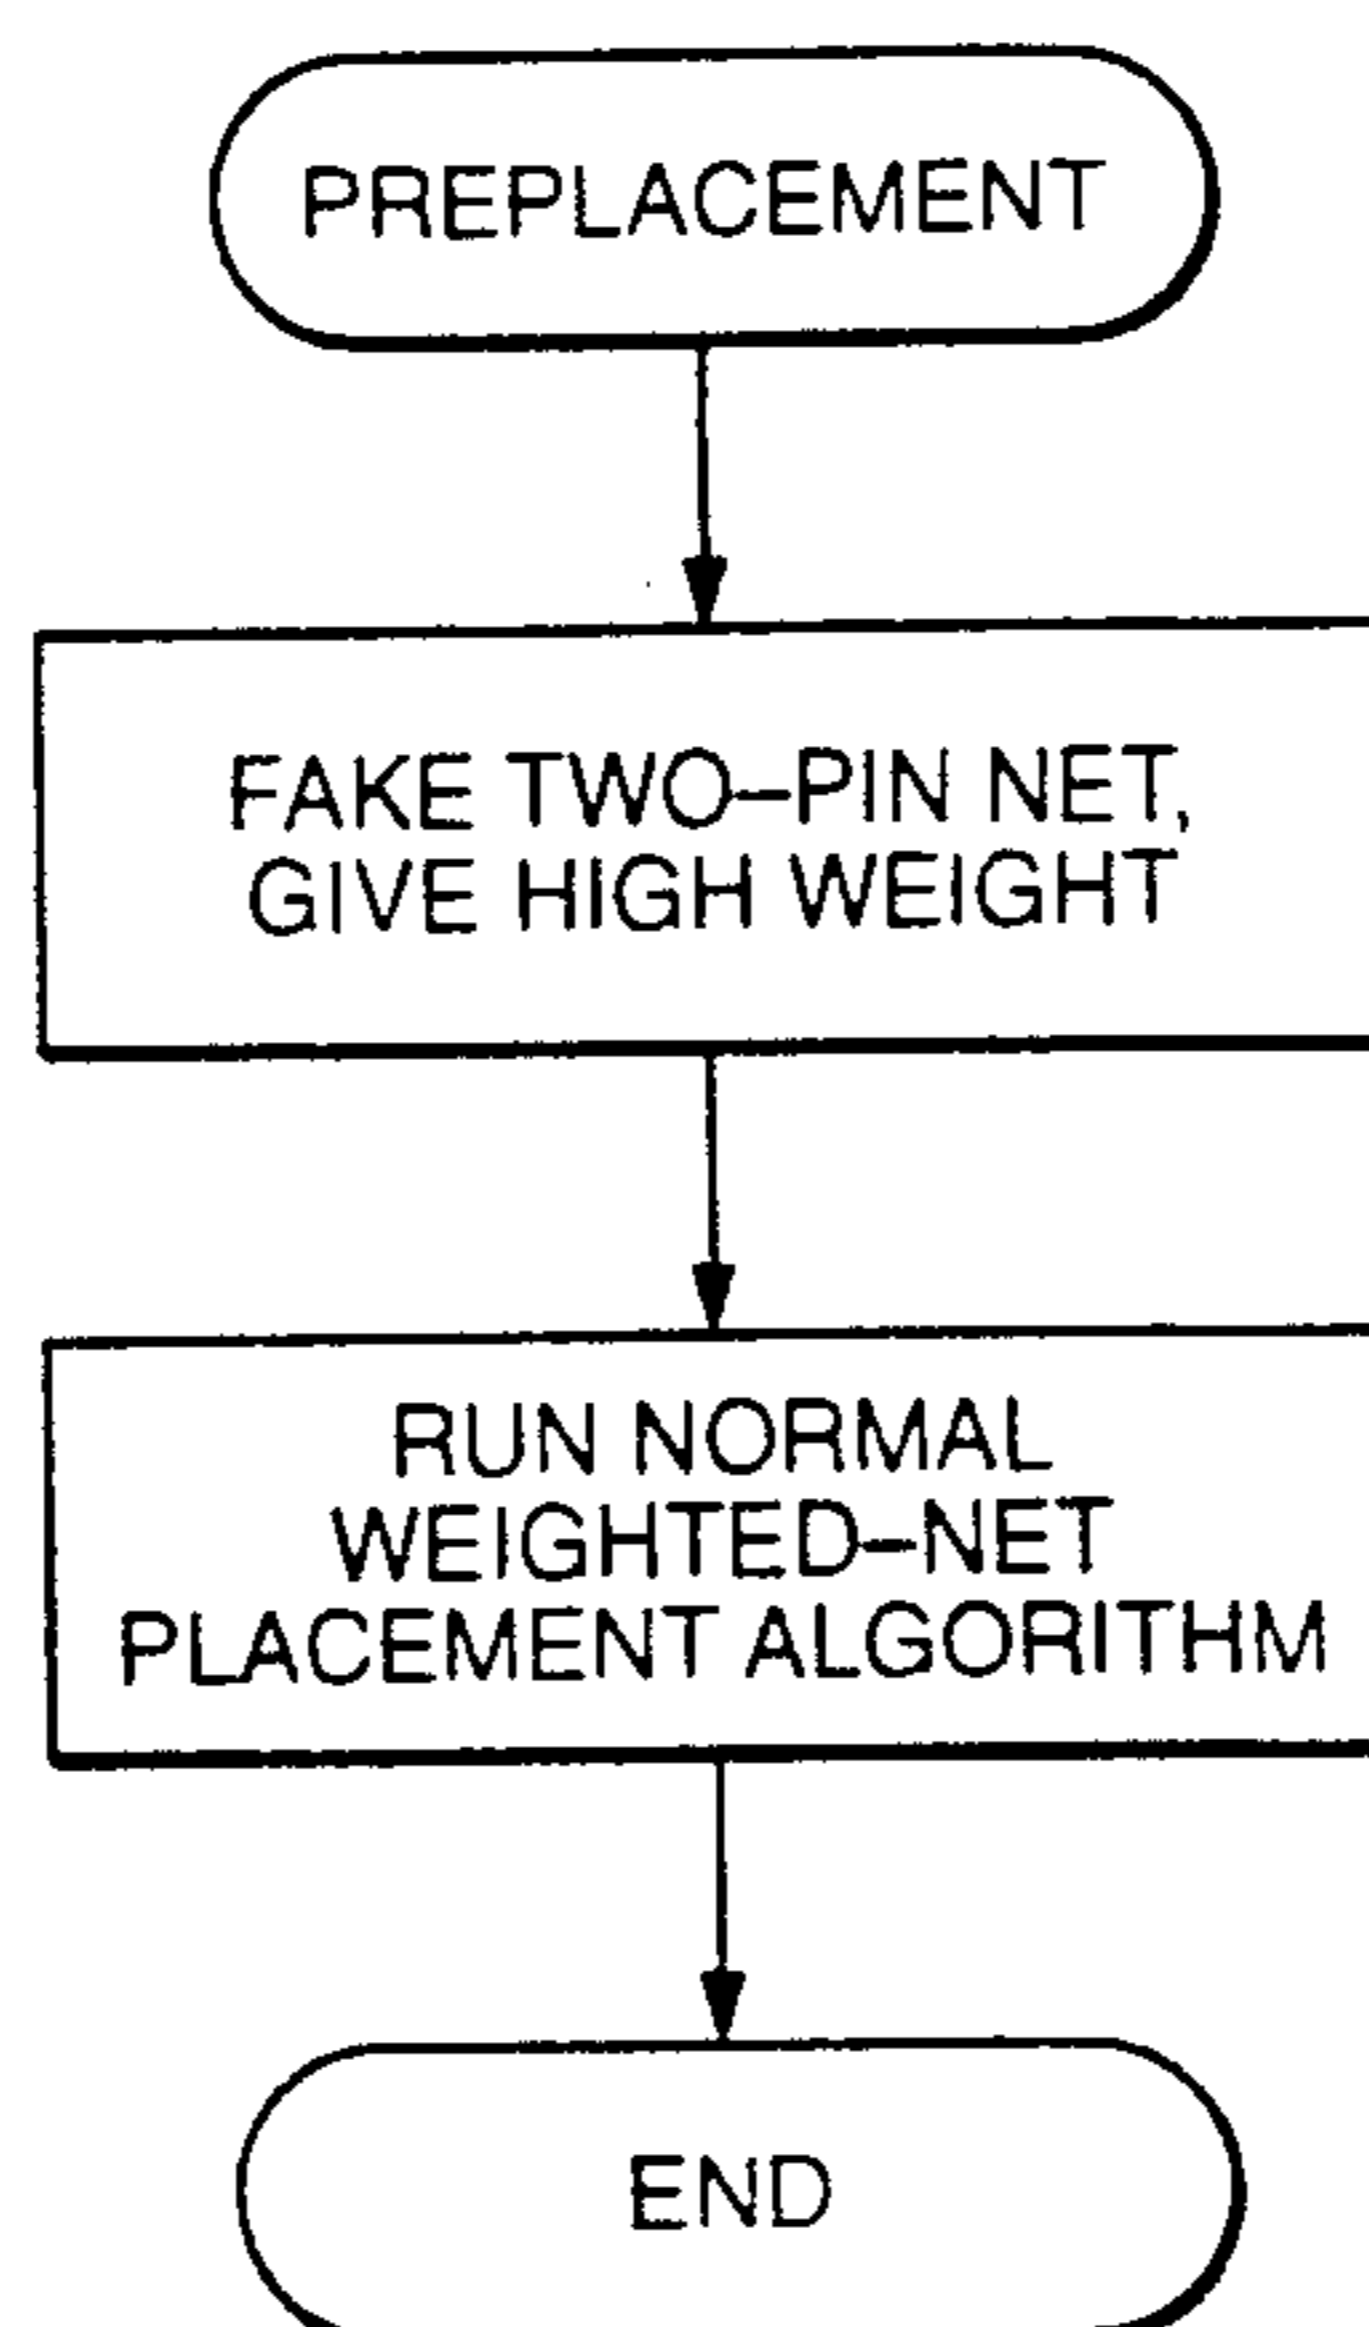 PREPLACEMENT
FAKE TWO–PIN NET,
GIVE HIGH WEIGHT
RUN NORMAL
WEIGHTED–NET
PLACEMENT ALGORITHM
END